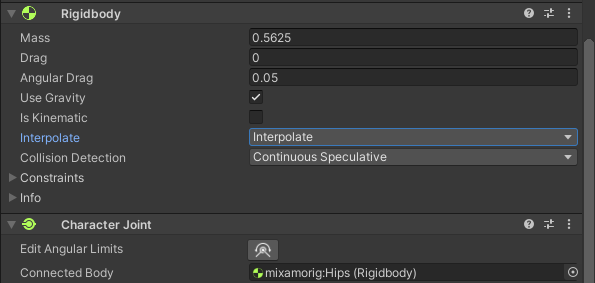 Rigidbody
Mass 0.5625
Drag 0
Angular Drag 0.05
Use Gravity
Is Kinematic
Interpolate Interpolate
Collision Detection Continuous Speculative
Constraints
Info
Character Joint
Edit Angular Limits
Connected Body mixamorig:Hips (Rigidbody)